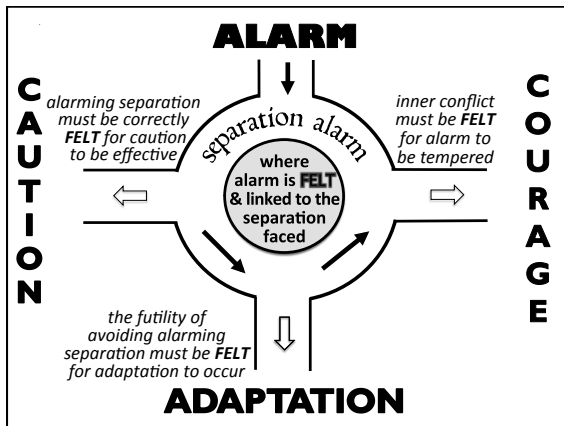 ALARM
CAUTION
alarming separation
must be correctly
FELT for caution
to be effective
separation alarm
inner conflict
must be FELT
for alarm to
be tempered
COURAGE
where
alarm is FELT
& linked to the
separation
faced
the futility of
avoiding alarming
separation must be FELT
for adaptation to occur
ADAPTATION